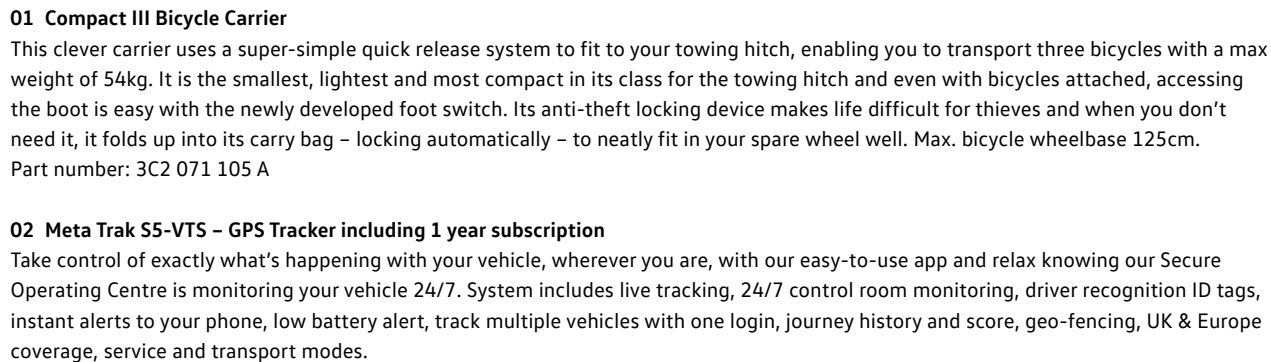 01 Compact III Bicycle Carrier
This clever carrier uses a super-simple quick release system to fit to your towing hitch, enabling you to transport three bicycles with a max
weight of 54kg. It is the smallest, lightest and most compact in its class for the towing hitch and even with bicycles attached, accessing
the boot is easy with the newly developed foot switch. Its anti-theft locking device makes life difficult for thieves and when you don’t
need it, it folds up into its carry bag – locking automatically – to neatly fit in your spare wheel well. Max. bicycle wheelbase 125cm.
Part number: 3C2 071 105 A
02 Meta Trak S5-VTS – GPS Tracker including 1 year subscription
Take control of exactly what’s happening with your vehicle, wherever you are, with our easy-to-use app and relax knowing our Secure
Operating Centre is monitoring your vehicle 24/7. System includes live tracking, 24/7 control room monitoring, driver recognition ID tags,
instant alerts to your phone, low battery alert, track multiple vehicles with one login, journey history and score, geo-fencing, UK & Europe
coverage, service and transport modes.